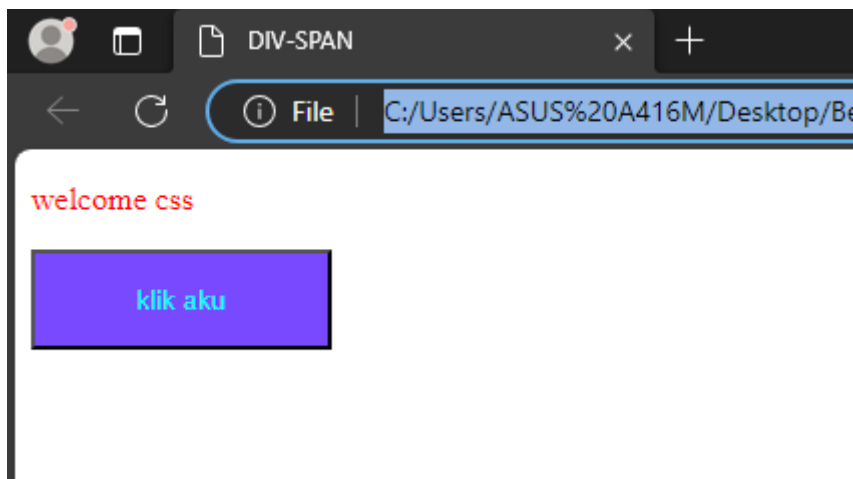 DIV-SPAN
File C:/Users/ASUS%20A416M/Desktop/Be
welcome css
klik aku